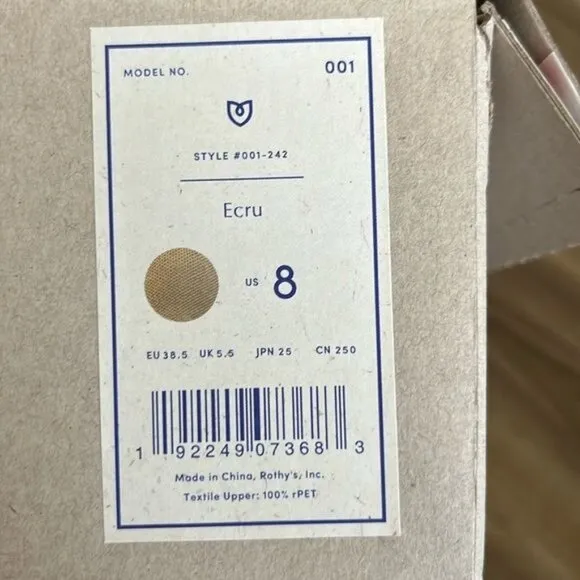 MODEL NO. 001
STYLE #001-242
Ecru
US 8
EU 38.5 UK 5.5 JPN 25 CN 250
1 92249 07368 3
Made in China, Rothy's, Inc.
Textile Upper: 100% rPET